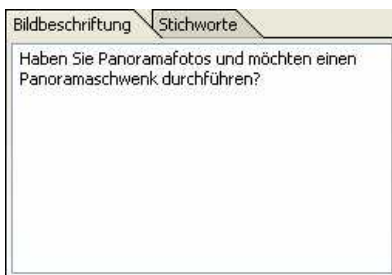 Bildbeschriftung Stichworte
Haben Sie Panoramafotos und möchten einen
Panoramaschwenk durchführen?